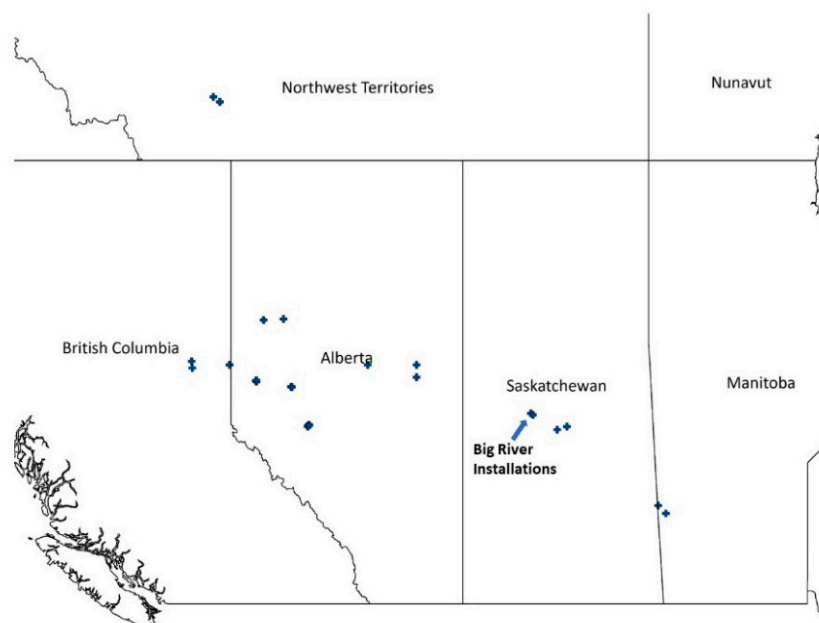 Northwest Territories
Nunavut
British Columbia
Alberta
Saskatchewan
Manitoba
Big River
Installations